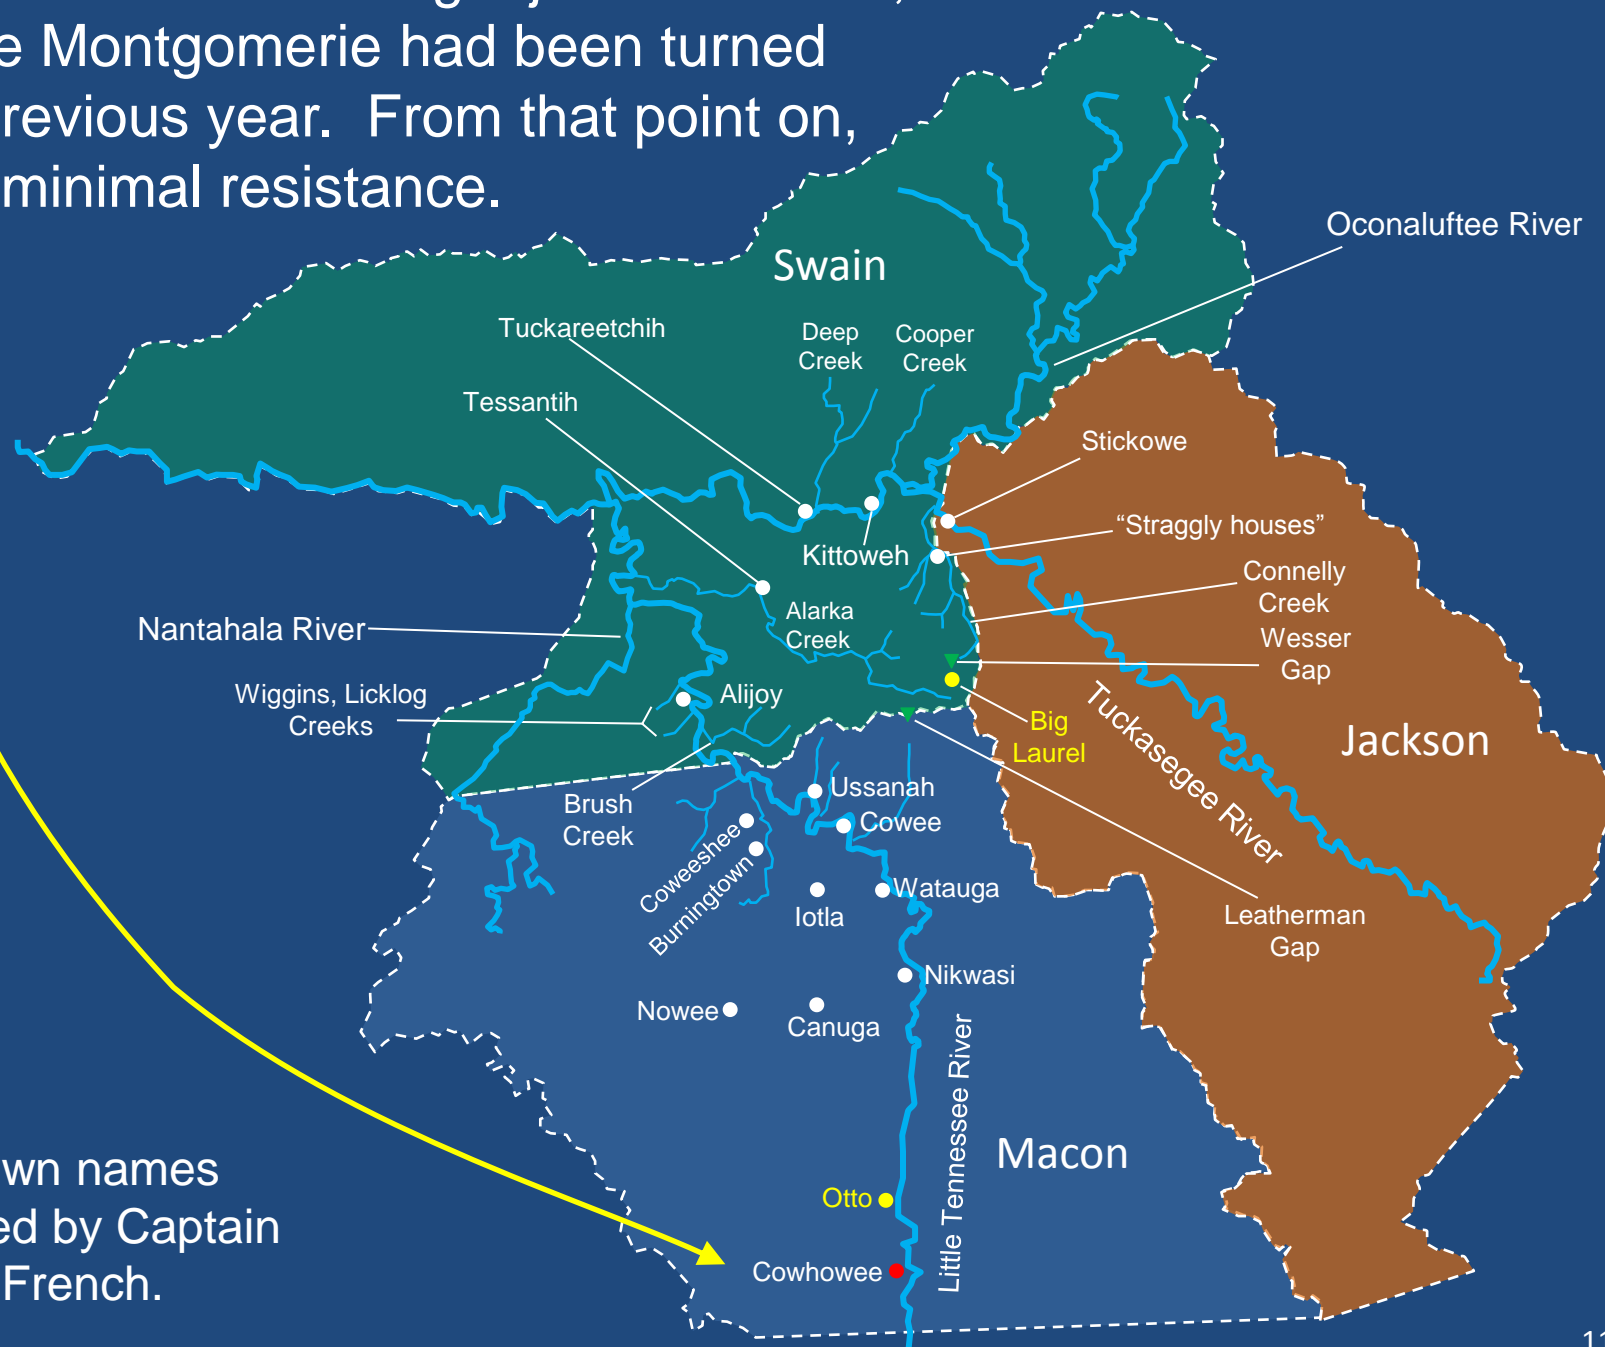 e Montgomerie had been turned
revious year. From that point on,
minimal resistance.
Oconaluftee River
Swain
Tuckareetchih
Deep
Creek
Cooper
Creek
Tessantih
Stickowe
"Straggly houses"
Kittoweh
Connelly
Creek
Alarka
Creek
Nantahala River
Wesser
Gap
Wiggins, Licklog
Creeks
Alijoy
Big
Laurel
Tuckasegee River
Jackson
Brush
Creek
Ussanah
Cowee
Coweeshee
Burningtown
Iotla
Watauga
Leatherman
Gap
Nikwasi
Nowee
Canuga
Little Tennessee River
Macon
wn names
ed by Captain
French.
Otto
Cowhowee
11